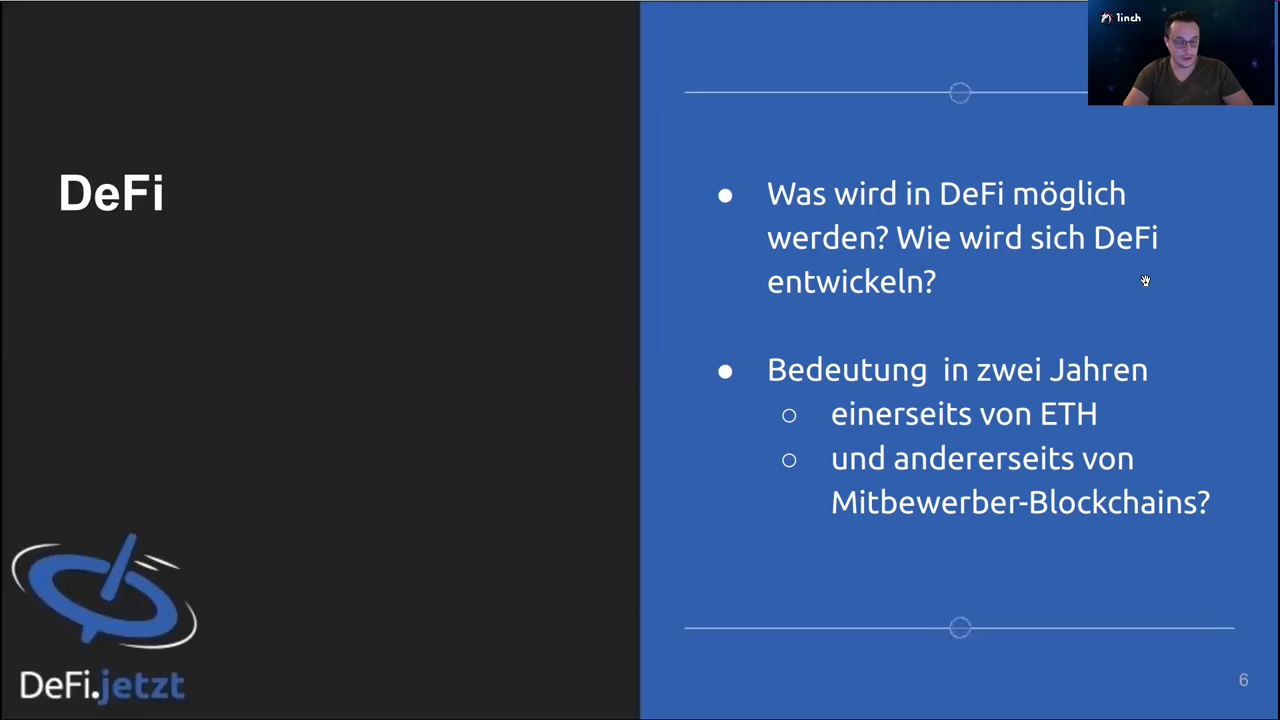 1inch
DeFi
• Was wird in DeFi möglich
werden? Wie wird sich DeFi
entwickeln?
• Bedeutung in zwei Jahren
○ einerseits von ETH
○ und andererseits von
Mitbewerber-Blockchains?
DeFi.jetzt
6